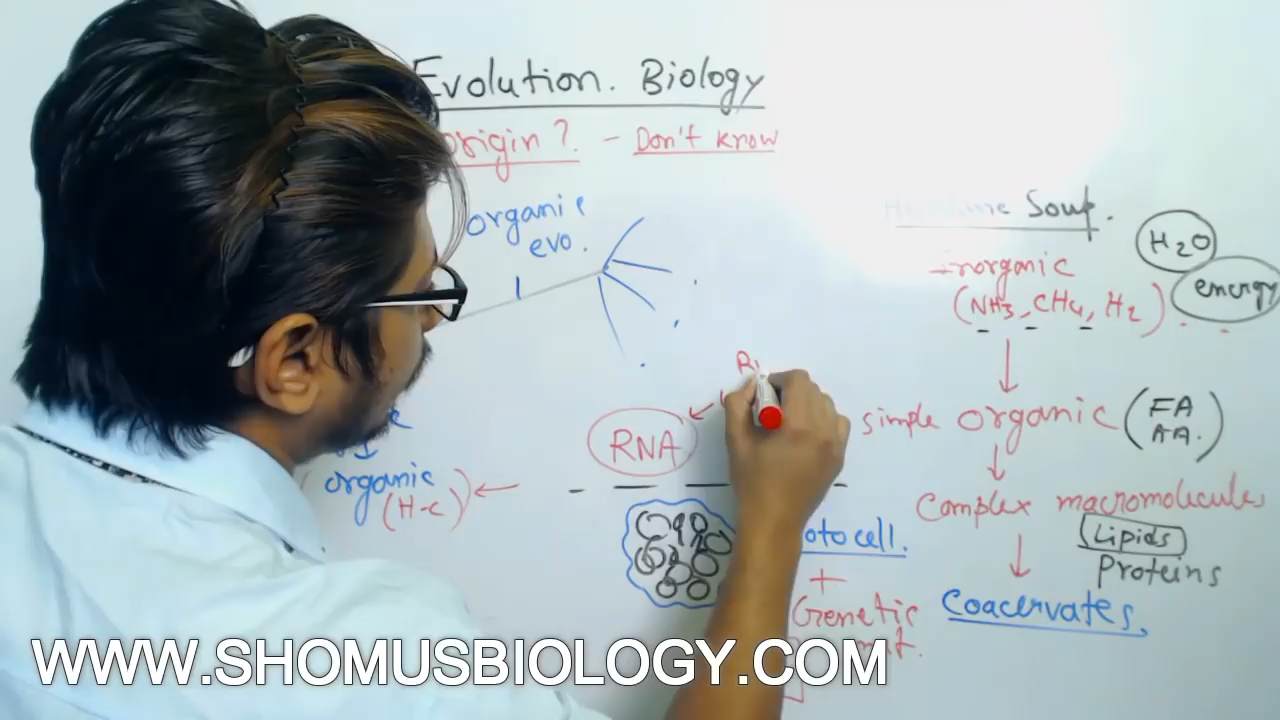 Evolution. Biology
origin? - Don't know
organic
evo.
Haldane Soup.
H2O
energy
inorganic
(NH3, CH4, H2)
simple organic (FA
AA.)
RNA
organic
(H-C)
Complex macromolecules
Lipids
Proteins
otocell.
+
Genetic
Coacervates,
WWW.SHOMUSBIOLOGY.COM